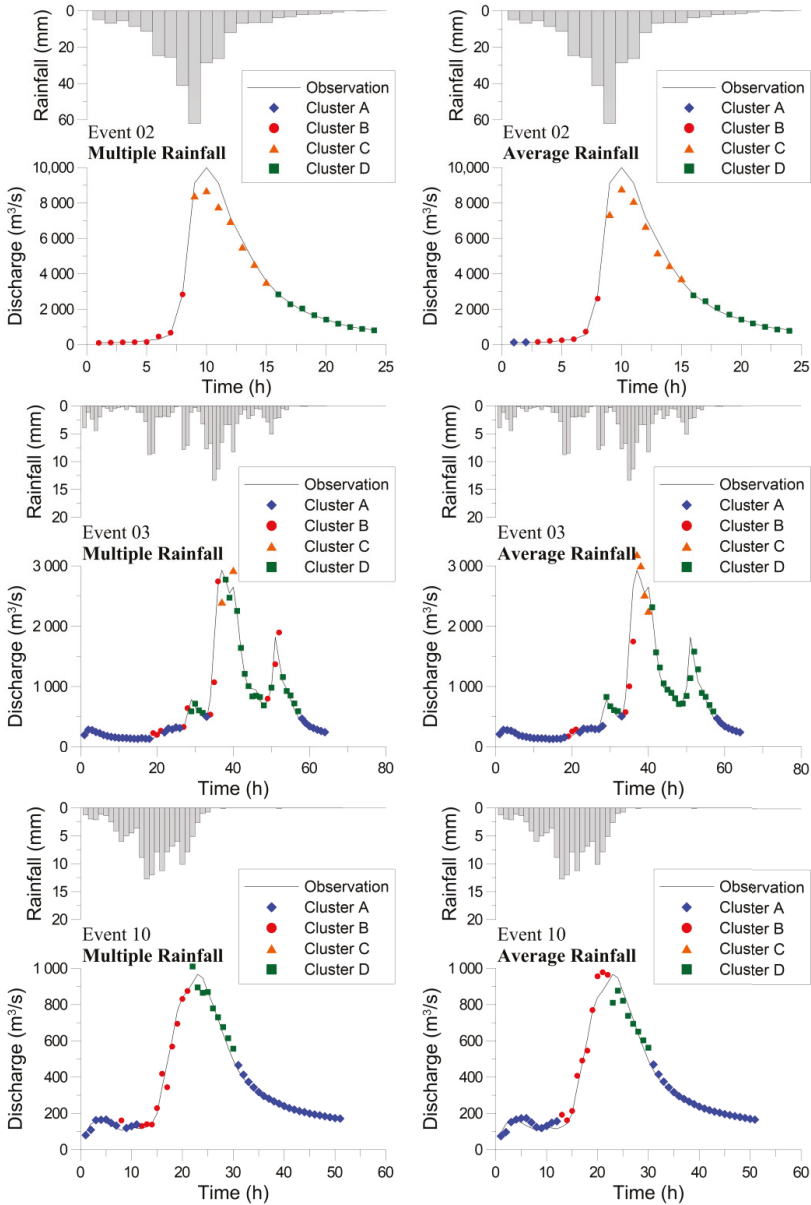 0
20
40
60
Rainfall (mm)
Event 02
Multiple Rainfall
Observation
Cluster A
Cluster B
Cluster C
Cluster D
10,000
8 000
6 000
4 000
2 000
0
Discharge (m³/s)
0 5 10 15 20 25
Time (h)
0
20
40
60
Rainfall (mm)
Event 02
Average Rainfall
Observation
Cluster A
Cluster B
Cluster C
Cluster D
10,000
8 000
6 000
4 000
2 000
0
Discharge (m³/s)
0 5 10 15 20 25
Time (h)
0
5
10
15
20
Rainfall (mm)
Event 03
Multiple Rainfall
Observation
Cluster A
Cluster B
Cluster C
Cluster D
3 000
2 000
1 000
0
Discharge (m³/s)
0 20 40 60 80
Time (h)
0
5
10
15
20
Rainfall (mm)
Event 03
Average Rainfall
Observation
Cluster A
Cluster B
Cluster C
Cluster D
3 000
2 000
1 000
0
Discharge (m³/s)
0 20 40 60 80
Time (h)
0
5
10
15
20
Rainfall (mm)
Event 10
Multiple Rainfall
Observation
Cluster A
Cluster B
Cluster C
Cluster D
1 000
800
600
400
200
0
Discharge (m³/s)
0 10 20 30 40 50 60
Time (h)
0
5
10
15
20
Rainfall (mm)
Event 10
Average Rainfall
Observation
Cluster A
Cluster B
Cluster C
Cluster D
1 000
800
600
400
200
0
Discharge (m³/s)
0 10 20 30 40 50 60
Time (h)